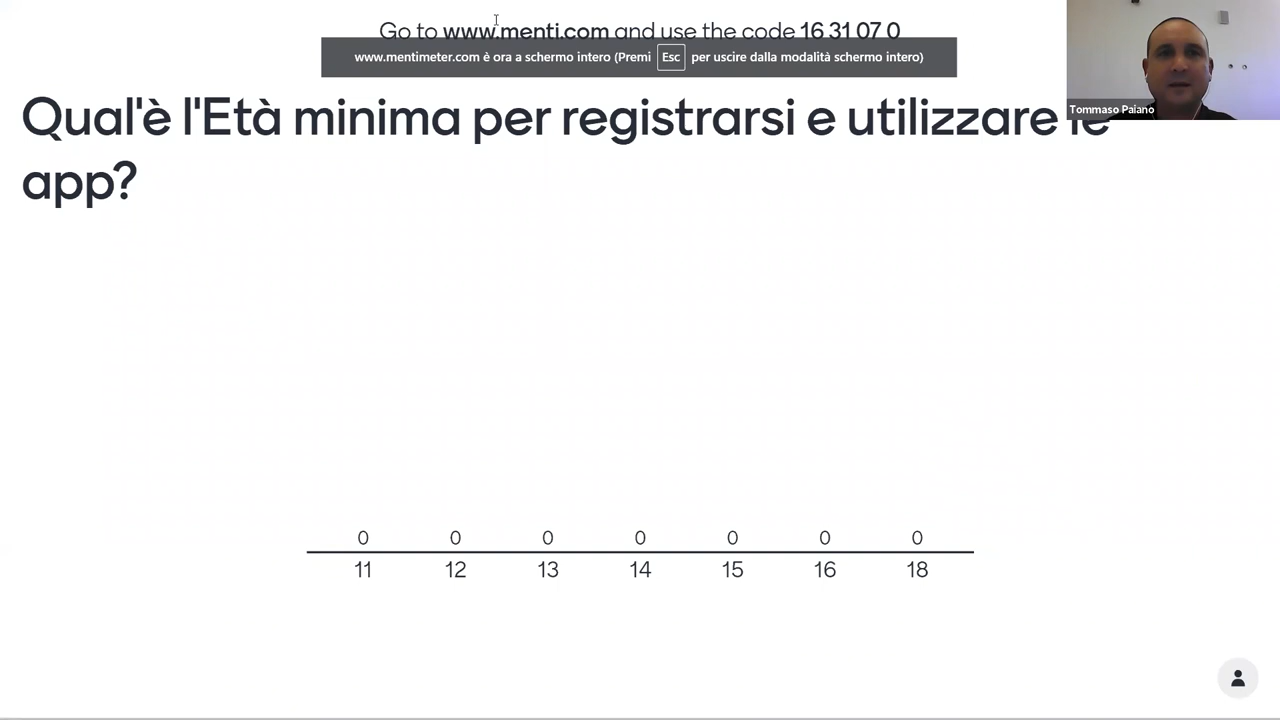 Go to www.menti.com and use the code 16 31 07 0
www.mentimeter.com è ora a schermo intero (Premi Esc per uscire dalla modalità schermo intero)
Tommaso Paiano
Qual'è l'Età minima per registrarsi e utilizzare le
app?
0 0 0 0 0 0 0
11 12 13 14 15 16 18